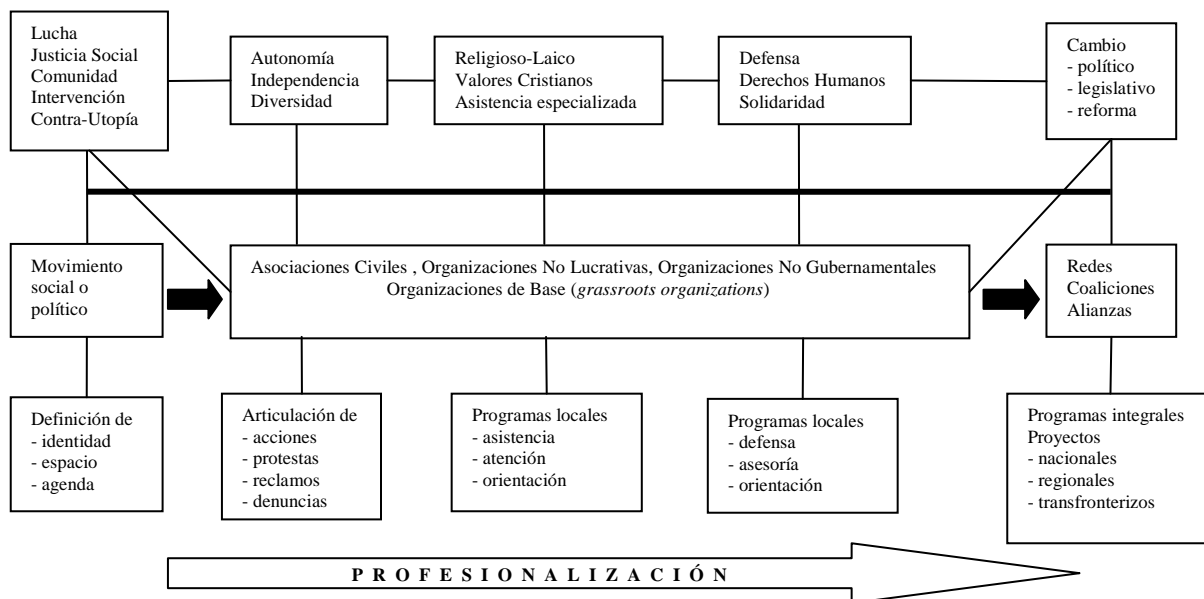 Lucha
Justicia Social
Comunidad
Intervención
Contra-Utopía
Autonomía
Independencia
Diversidad
Religioso-Laico
Valores Cristianos
Asistencia especializada
Defensa
Derechos Humanos
Solidaridad
Cambio
- político
- legislativo
- reforma
Movimiento
social o
político
Asociaciones Civiles , Organizaciones No Lucrativas, Organizaciones No Gubernamentales
Organizaciones de Base (grassroots organizations)
Redes
Coaliciones
Alianzas
Definición de
- identidad
- espacio
- agenda
Articulación de
- acciones
- protestas
- reclamos
- denuncias
Programas locales
- asistencia
- atención
- orientación
Programas locales
- defensa
- asesoría
- orientación
Programas integrales
Proyectos
- nacionales
- regionales
- transfronterizos
PROFESIONALIZACIÓN